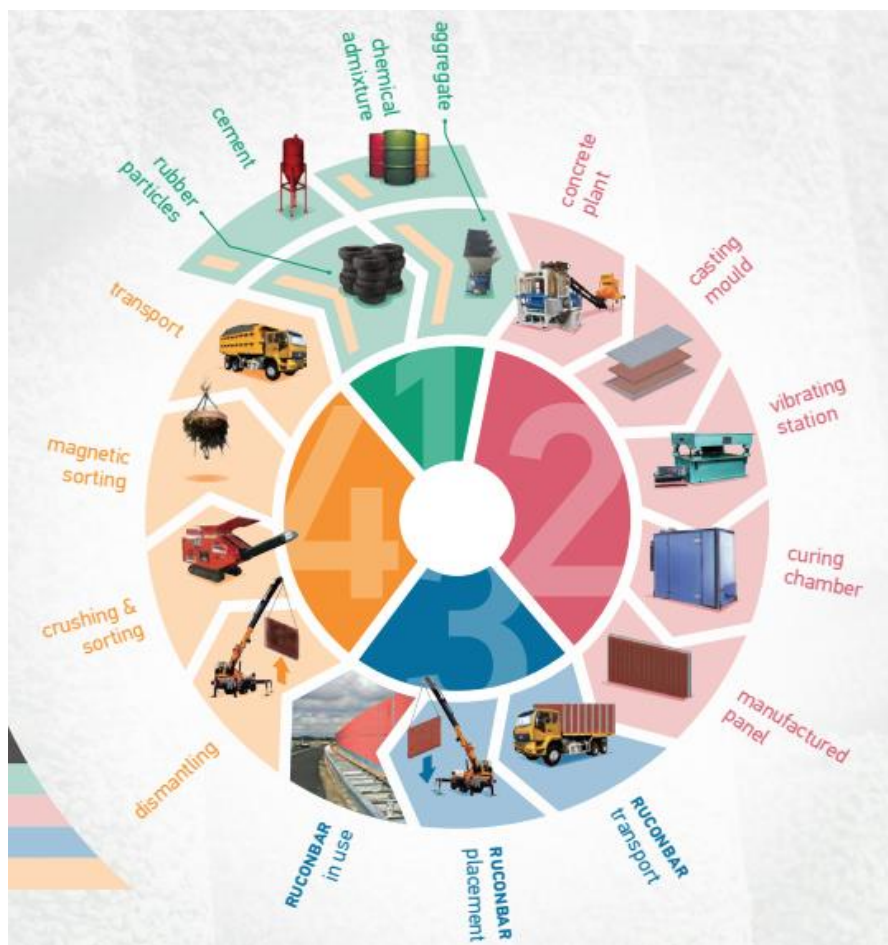 chemical
admixture
aggregate
cement
rubber
particles
concrete
plant
casting
mould
vibrating
station
curing
chamber
manufactured
panel
RUCONBAR
transport
RUCONBAR
placement
RUCONBAR
in use
dismantling
crushing &
sorting
magnetic
sorting
transport
1
2
3
4